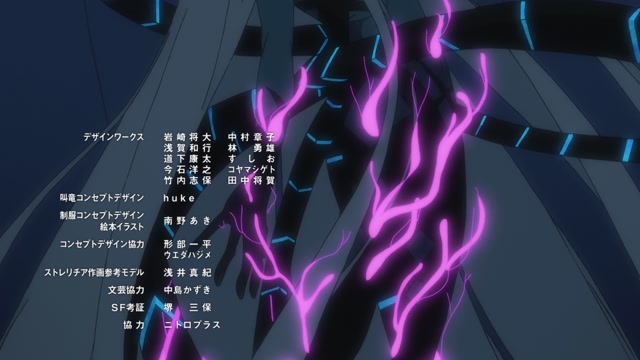 デザインワークス 岩崎将大 中村章子
浅賀和行 林勇雄
道下康太 すしお
今石洋之 コヤマシゲト
竹内志保 田中将賀
叫竜コンセプトデザイン huke
制服コンセプトデザイン
絵本イラスト 南野あき
コンセプトデザイン協力 形部一平
ウエダハジメ
ストレリチア作画参考モデル 浅井真紀
文芸協力 中島かずき
SF考証 堺三保
協力 ニトロプラス